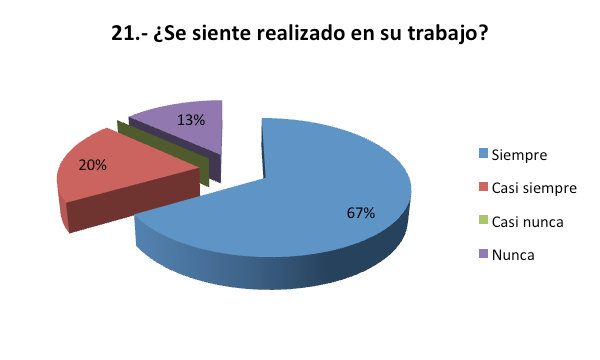 21.- ¿Se siente realizado en su trabajo?
13%
20%
67%
Siempre
Casi siempre
Casi nunca
Nunca